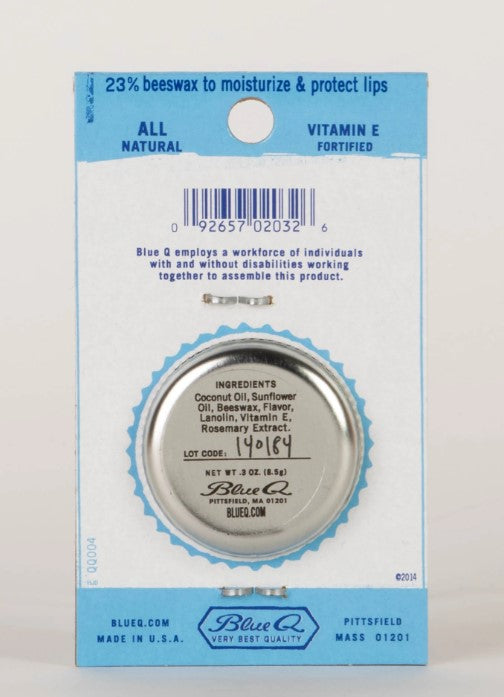 23% beeswax to moisturize & protect lips
ALL
NATURAL
VITAMIN E
FORTIFIED
0 92657 02032 6
Blue Q employs a workforce of individuals
with and without disabilities working
together to assemble this product.
INGREDIENTS
Coconut Oil, Sunflower
Oil, Beeswax, Flavor,
Lanolin, Vitamin E,
Rosemary Extract.
LOT CODE: 140184
NET WT .3 OZ. (8.5g)
Blue Q
PITTSFIELD, MA 01201
BLUEQ.COM
QQ004
©2014
BLUEQ.COM
MADE IN U.S.A.
Blue Q
VERY BEST QUALITY
PITTSFIELD
MASS 01201